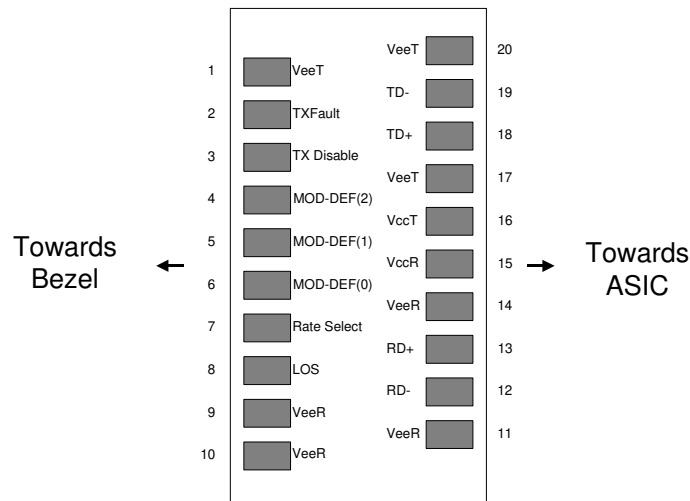 VeeT 20
1 VeeT
TD- 19
2 TXFault
TD+ 18
3 TX Disable
VeeT 17
4 MOD-DEF(2)
VccT 16
5 MOD-DEF(1)
Towards
Bezel
VccR 15
Towards
ASIC
6 MOD-DEF(0)
VeeR 14
7 Rate Select
RD+ 13
8 LOS
RD- 12
9 VeeR
VeeR 11
10 VeeR